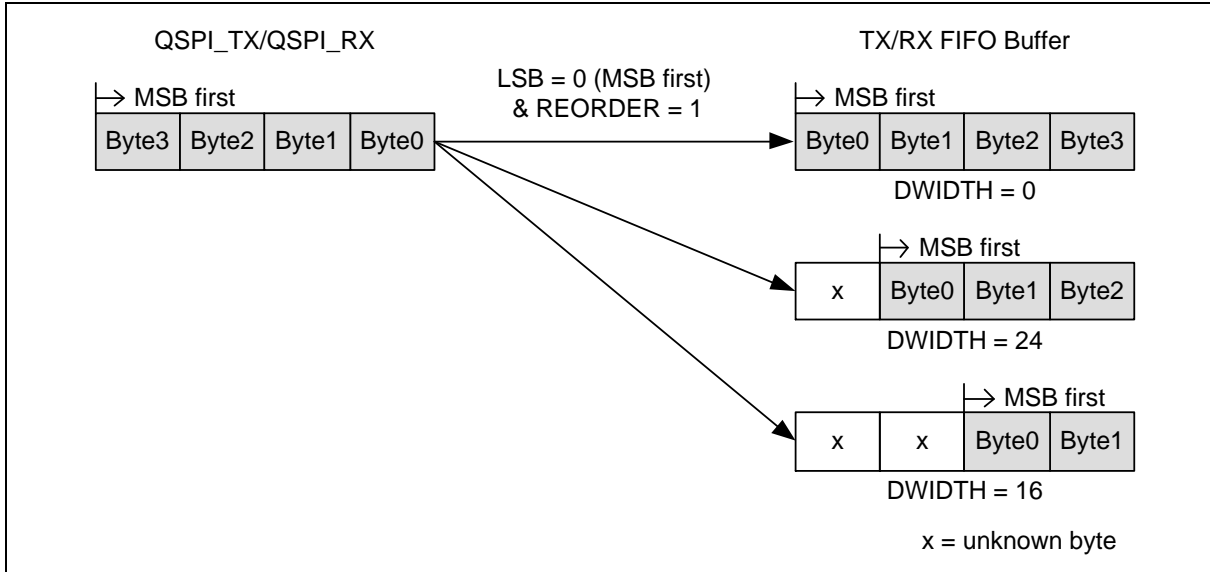 QSPI_TX/QSPI_RX
TX/RX FIFO Buffer
LSB = 0 (MSB first)
& REORDER = 1
MSB first
Byte3 Byte2 Byte1 Byte0
MSB first
Byte0 Byte1 Byte2 Byte3
DWIDTH = 0
MSB first
x Byte0 Byte1 Byte2
DWIDTH = 24
MSB first
x x Byte0 Byte1
DWIDTH = 16
x = unknown byte